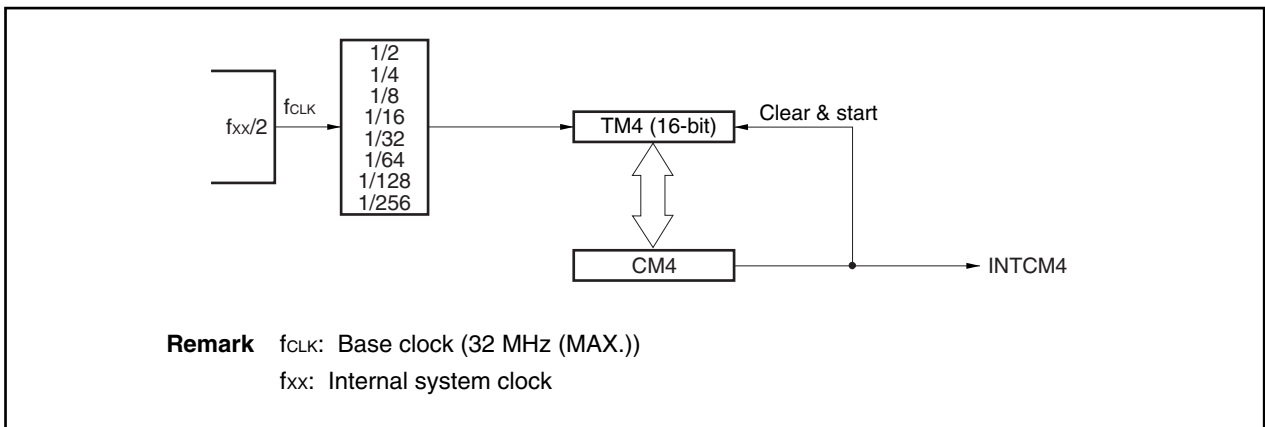 fXX/2
fCLK
1/2
1/4
1/8
1/16
1/32
1/64
1/128
1/256
TM4 (16-bit)
Clear & start
CM4
INTCM4
Remark fCLK: Base clock (32 MHz (MAX.))
fXX: Internal system clock